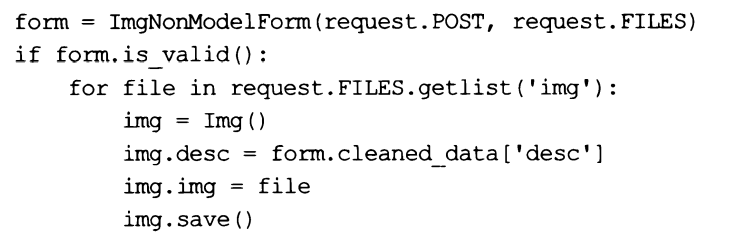 form = ImgNonModelForm(request.POST, request.FILES)
if form.is_valid():
    for file in request.FILES.getlist('img'):
        img = Img()
        img.desc = form.cleaned_data['desc']
        img.img = file
        img.save()